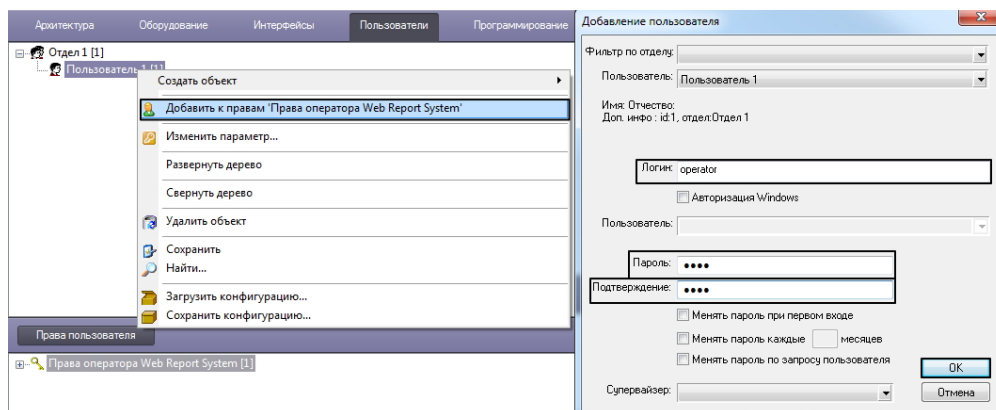 Архитектура Оборудование Интерфейсы Пользователи Программирование
Отдел 1 [1]
Пользователь 1 [1]
Создать объект
Добавить к правам 'Права оператора Web Report System'
Изменить параметр...
Развернуть дерево
Свернуть дерево
Удалить объект
Сохранить
Найти...
Загрузить конфигурацию...
Сохранить конфигурацию...
Права пользователя
Права оператора Web Report System [1]
Добавление пользователя
Фильтр по отделу:
Пользователь: Пользователь 1
Имя: Отчество:
Доп. инфо : id:1, отдел:Отдел 1
Логин: operator
Авторизация Windows
Пользователь:
Пароль: ••••
Подтверждение: ••••
Менять пароль при первом входе
Менять пароль каждые месяцев
Менять пароль по запросу пользователя
OK
Супервайзер:
Отмена